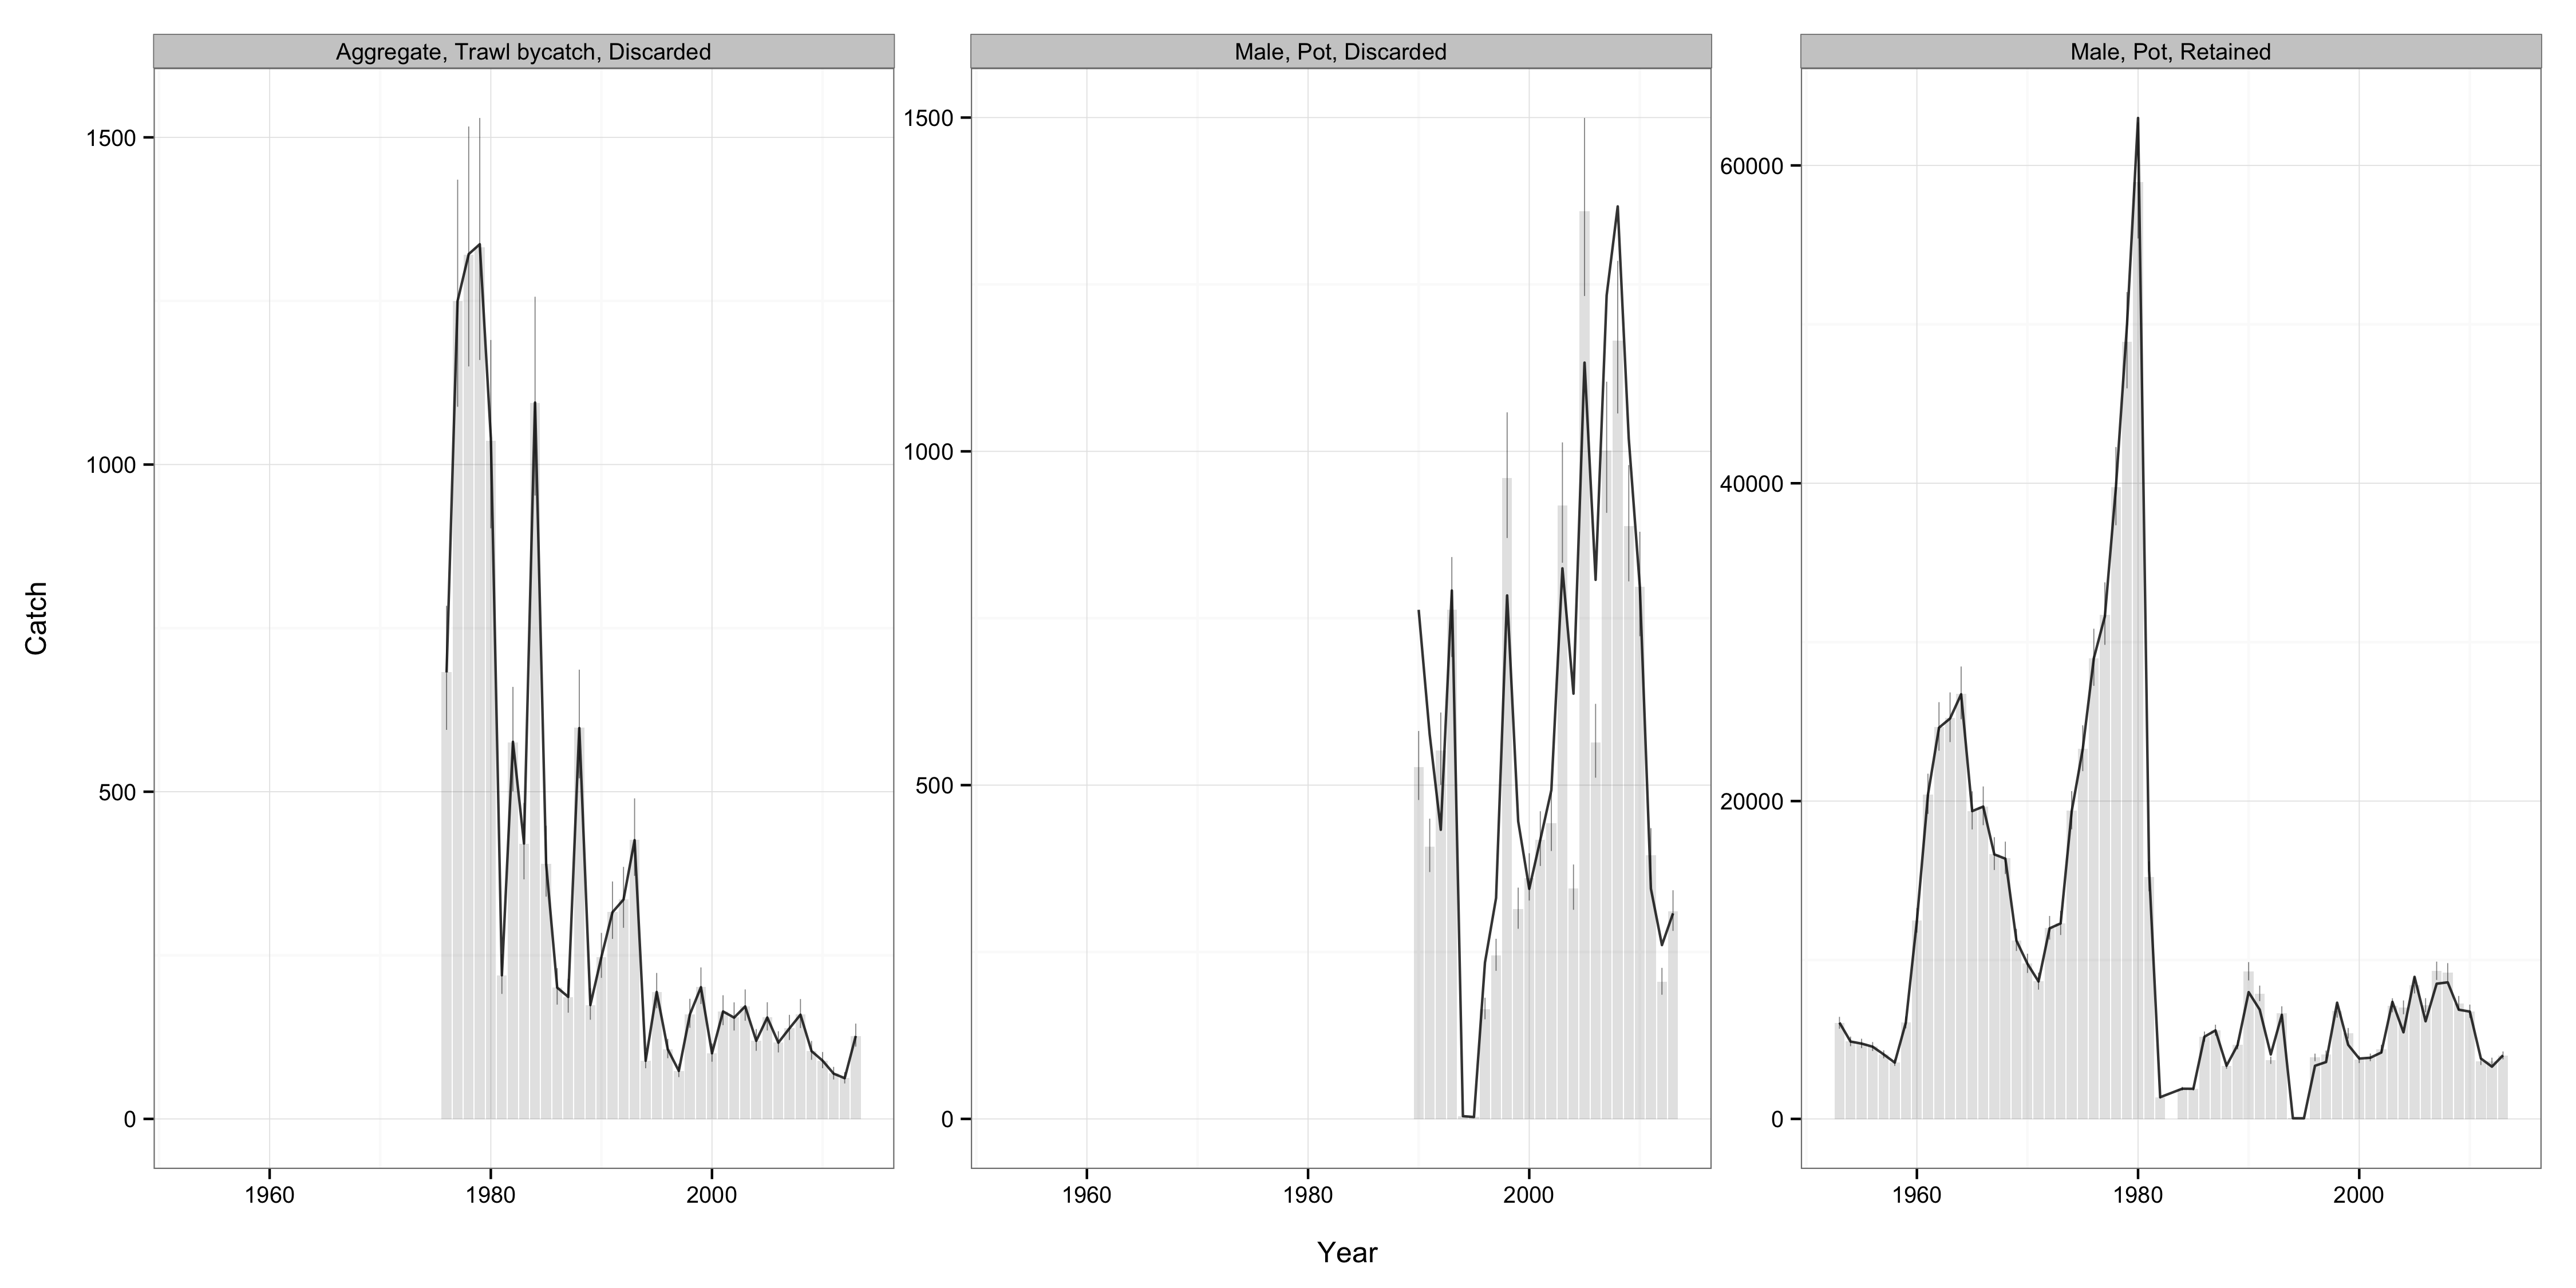 Aggregate, Trawl bycatch, Discarded
Male, Pot, Discarded
Male, Pot, Retained
Catch
1500
1000
500
0
1500
1000
500
0
60000
40000
20000
0
1960 1980 2000
1960 1980 2000
1960 1980 2000
Year